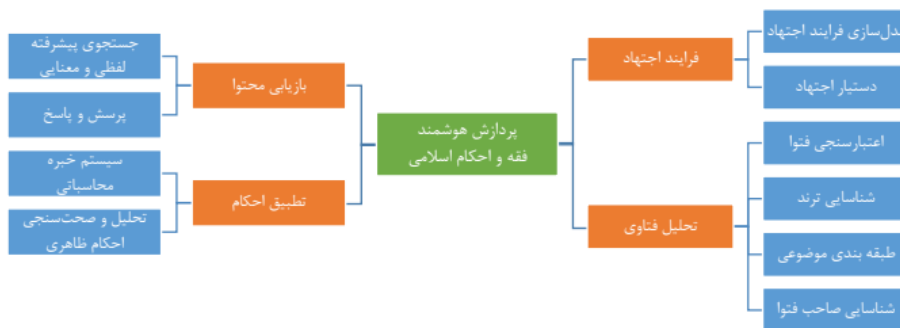 پردازش هوشمند
فقه و احکام اسلامی
فرایند اجتهاد
مدل‌سازی فرایند اجتهاد
دستیار اجتهاد
تحلیل فتاوی
اعتبارسنجی فتوا
شناسایی ترند
طبقه بندی موضوعی
شناسایی صاحب فتوا
بازیابی محتوا
جستجوی پیشرفته
لفظی و معنایی
پرسش و پاسخ
تطبیق احکام
سیستم خبره
محاسباتی
تحلیل و صحت‌سنجی
احکام ظاهری